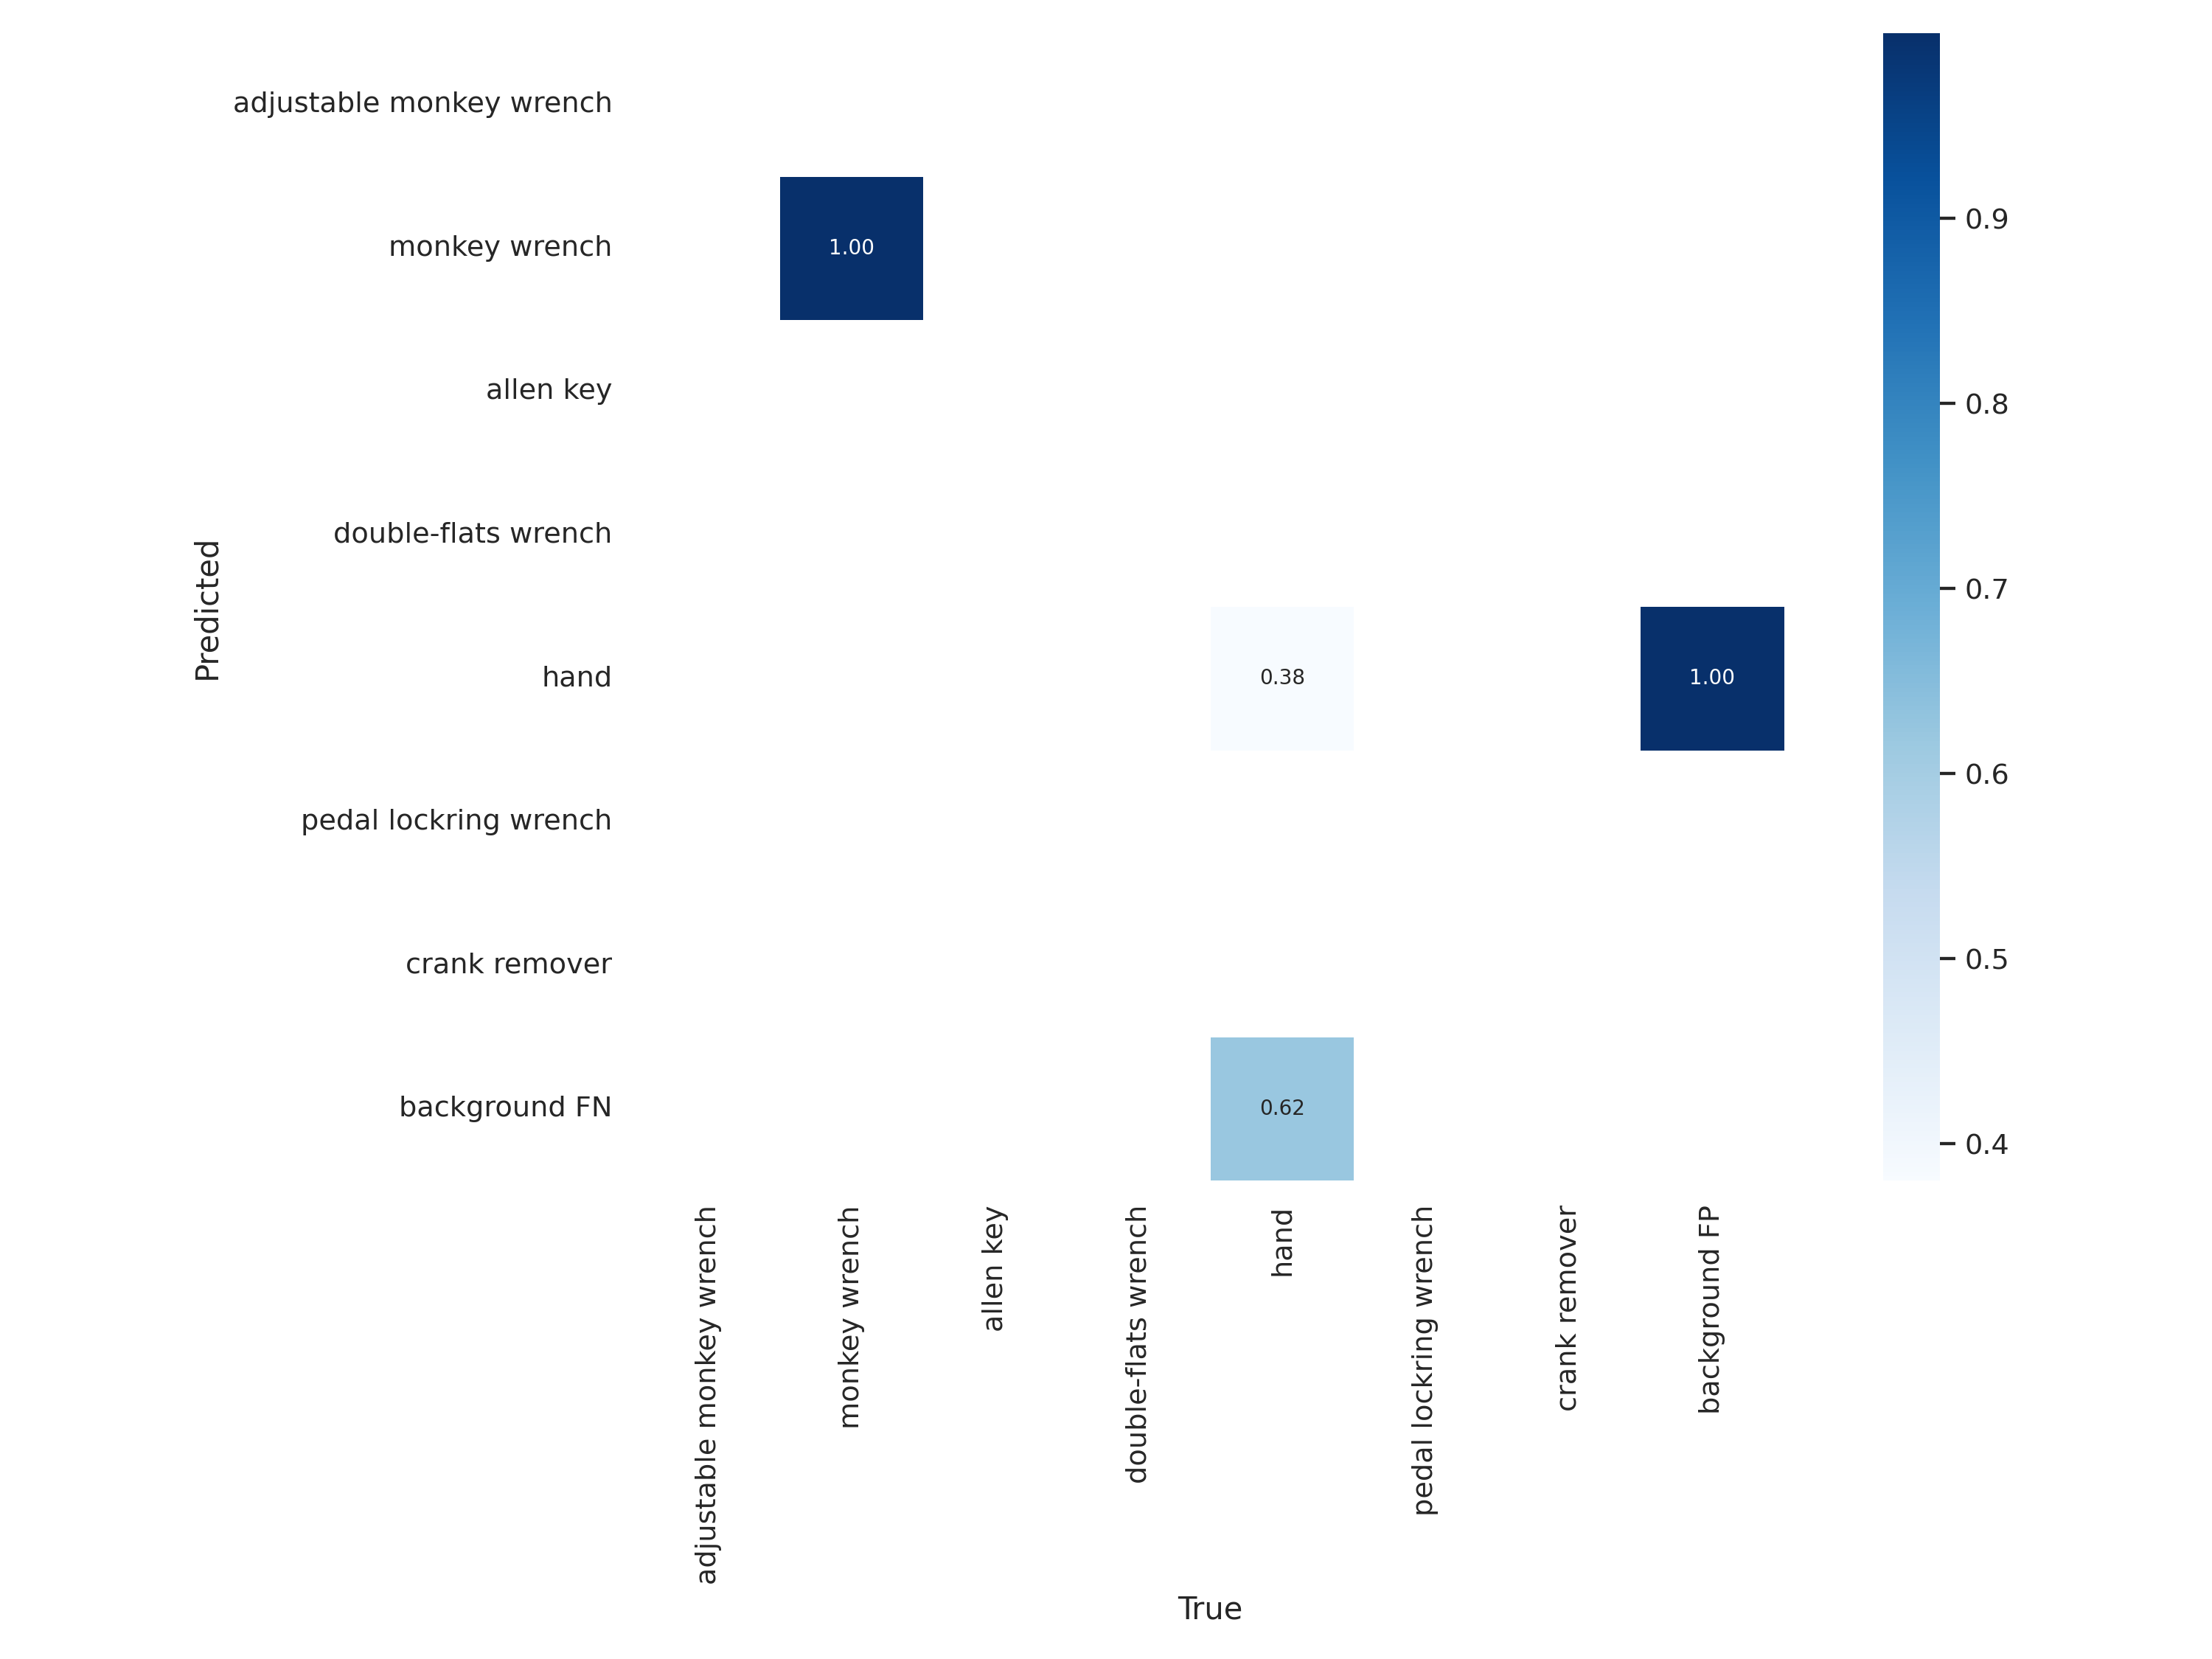 adjustable monkey wrench
monkey wrench
allen key
double-flats wrench
hand
pedal lockring wrench
crank remover
background FN
Predicted
1.00
0.38
1.00
0.62
adjustable monkey wrench
monkey wrench
allen key
double-flats wrench
hand
pedal lockring wrench
crank remover
background FP
True
0.9
0.8
0.7
0.6
0.5
0.4